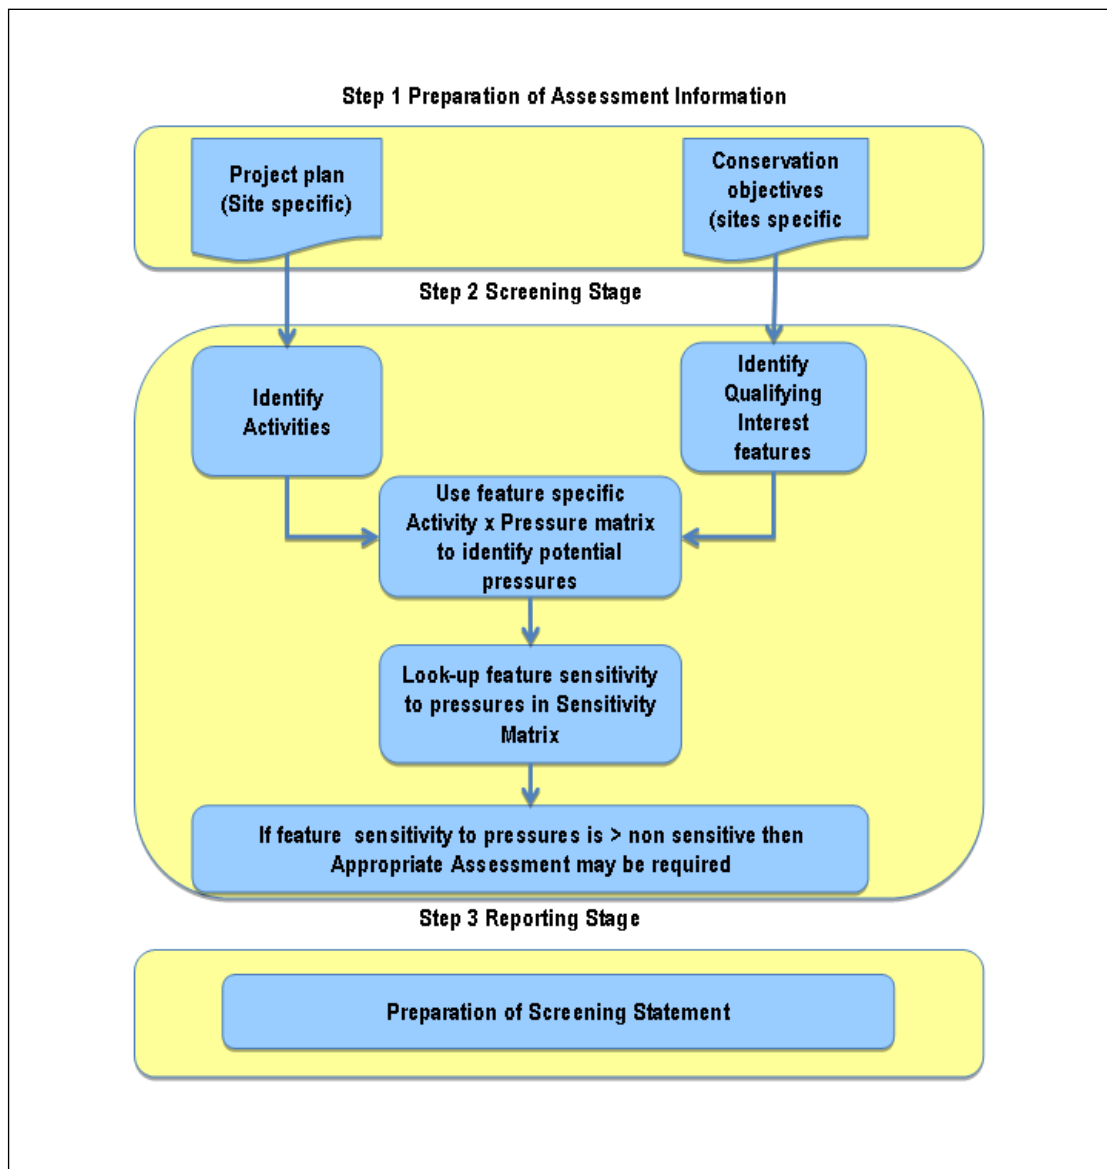 Step 1 Preparation of Assessment Information
Project plan
(Site specific)
Conservation
objectives
(sites specific
Step 2 Screening Stage
Identify
Activities
Identify
Qualifying
Interest
features
Use feature specific
Activity x Pressure matrix
to identify potential
pressures
Look-up feature sensitivity
to pressures in Sensitivity
Matrix
If feature sensitivity to pressures is > non sensitive then
Appropriate Assessment may be required
Step 3 Reporting Stage
Preparation of Screening Statement